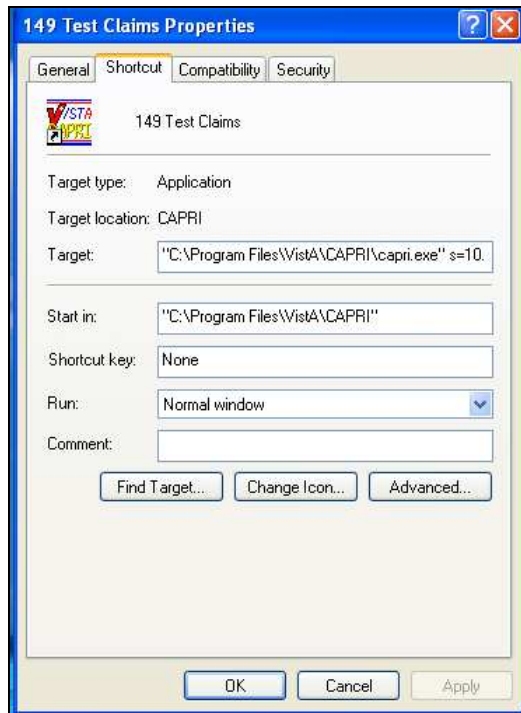 149 Test Claims Properties
General Shortcut Compatibility Security
VISTA
CAPRI
149 Test Claims
Target type: Application
Target location: CAPRI
Target: "C:\Program Files\VistA\CAPRI\capri.exe" s=10.
Start in: "C:\Program Files\VistA\CAPRI"
Shortcut key: None
Run: Normal window
Comment:
Find Target... Change Icon... Advanced...
OK Cancel Apply